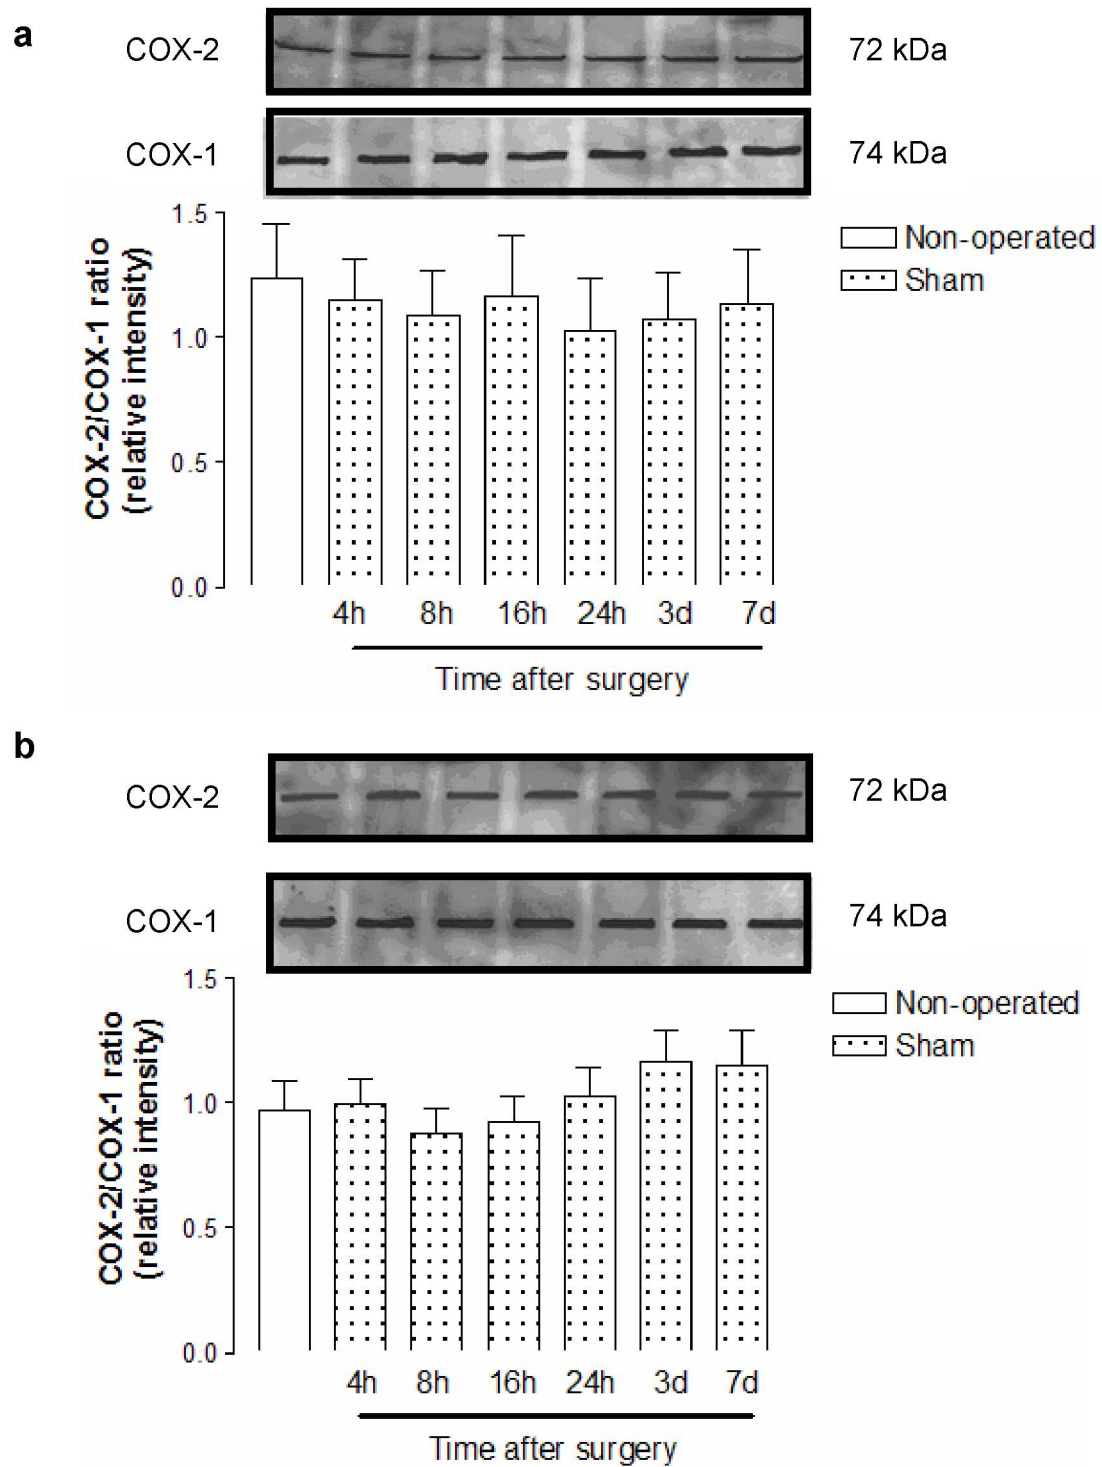 a
COX-2
72 kDa
COX-1
74 kDa
1.5
1.0
0.5
0.0
COX-2/COX-1 ratio
(relative intensity)
Non-operated
Sham
4h 8h 16h 24h 3d 7d
Time after surgery
b
COX-2
72 kDa
COX-1
74 kDa
1.5
1.0
0.5
0.0
COX-2/COX-1 ratio
(relative intensity)
Non-operated
Sham
4h 8h 16h 24h 3d 7d
Time after surgery